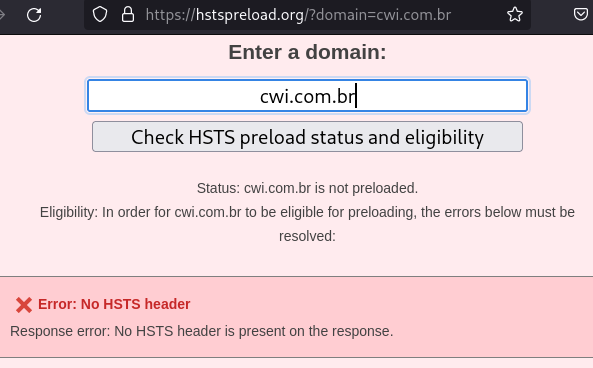 https://hstspreload.org/?domain=cwi.com.br
Enter a domain:
cwi.com.br
Check HSTS preload status and eligibility
Status: cwi.com.br is not preloaded.
Eligibility: In order for cwi.com.br to be eligible for preloading, the errors below must be
resolved:
Error: No HSTS header
Response error: No HSTS header is present on the response.